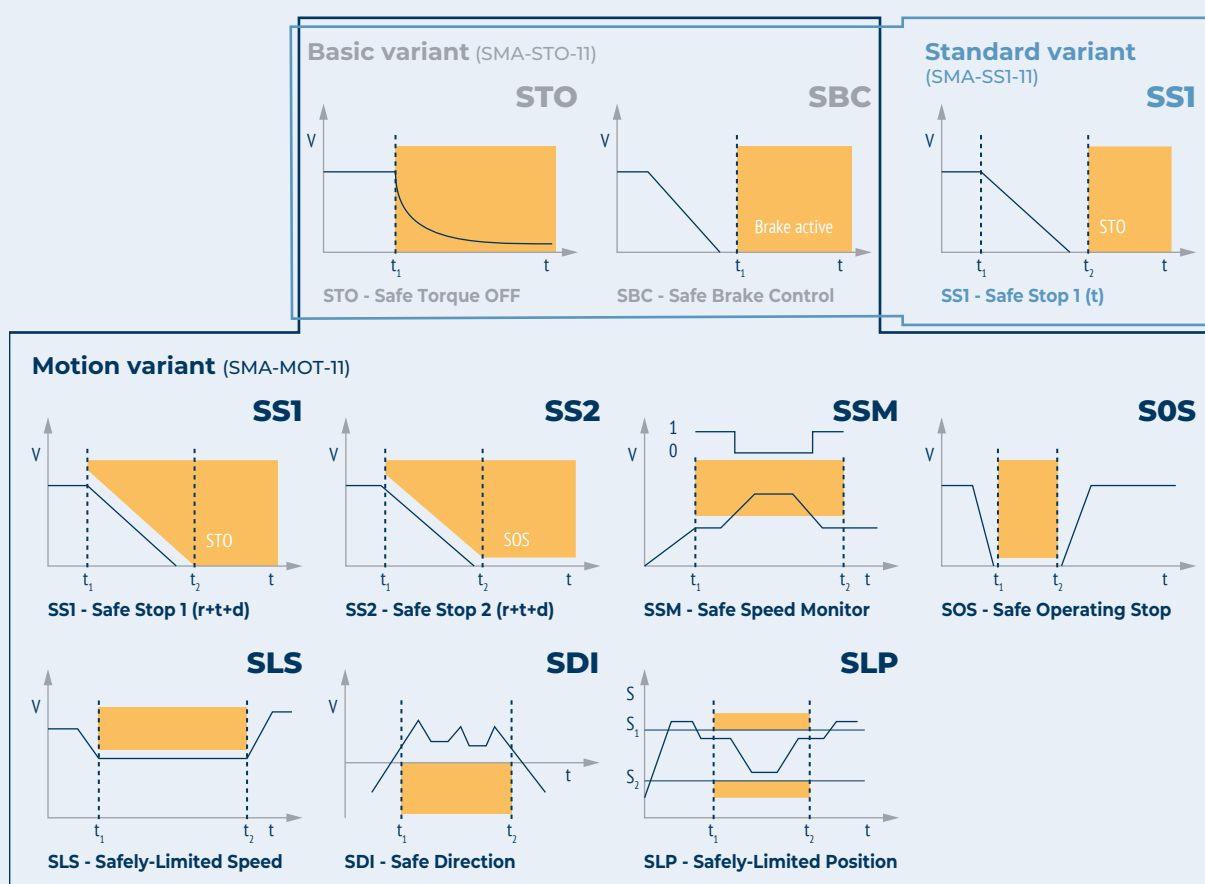 Basic variant (SMA-STO-11)
STO
V
t1
t
STO - Safe Torque OFF
SBC
V
Brake active
t1
t
SBC - Safe Brake Control
Standard variant
(SMA-SS1-11)
SS1
V
STO
t1
t2
t
SS1 - Safe Stop 1 (t)
Motion variant (SMA-MOT-11)
SS1
V
STO
t1
t2
t
SS1 - Safe Stop 1 (r+t+d)
SS2
V
SOS
t1
t2
t
SS2 - Safe Stop 2 (r+t+d)
SSM
1
0
V
t1
t2
t
SSM - Safe Speed Monitor
S0S
V
t1
t2
t
SOS - Safe Operating Stop
SLS
V
t1
t2
t
SLS - Safely-Limited Speed
SDI
V
t
t1
t2
SDI - Safe Direction
SLP
S
S1
S2
t1
t2
t
SLP - Safely-Limited Position